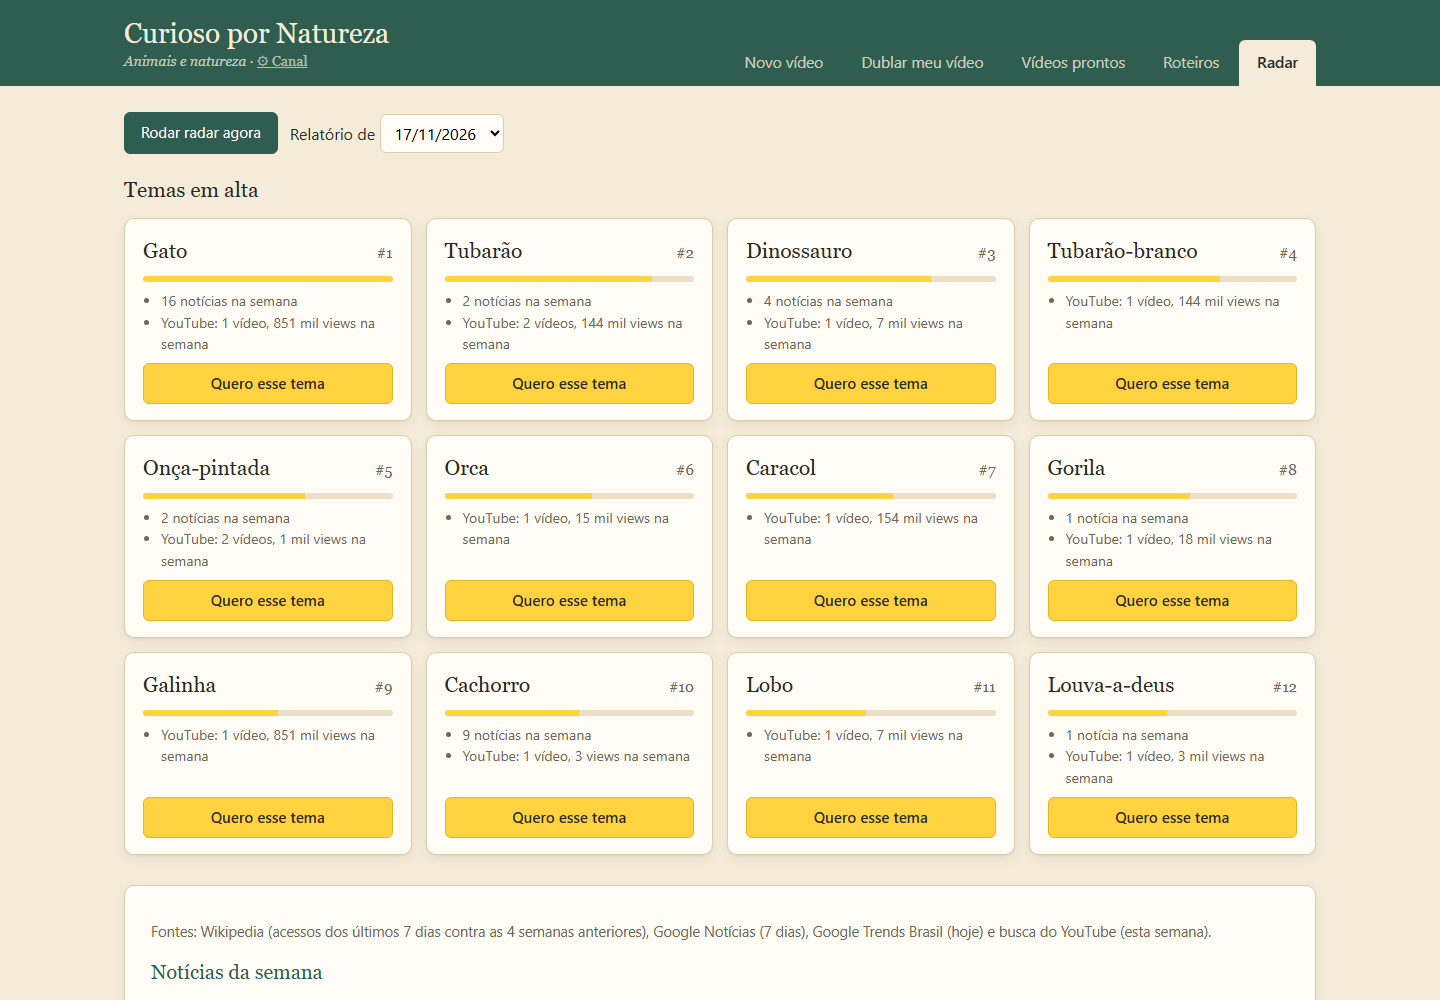 Curioso por Natureza
Animais e natureza · ⚙ Canal
Novo vídeo
Dublar meu vídeo
Vídeos prontos
Roteiros
Radar
Rodar radar agora
Relatório de
17/11/2026
Temas em alta
Gato #1
16 notícias na semana
YouTube: 1 vídeo, 851 mil views na
semana
Quero esse tema
Tubarão #2
2 notícias na semana
YouTube: 2 vídeos, 144 mil views na
semana
Quero esse tema
Dinossauro #3
4 notícias na semana
YouTube: 1 vídeo, 7 mil views na
semana
Quero esse tema
Tubarão-branco #4
YouTube: 1 vídeo, 144 mil views na
semana
Quero esse tema
Onça-pintada #5
2 notícias na semana
YouTube: 2 vídeos, 1 mil views na
semana
Quero esse tema
Orca #6
YouTube: 1 vídeo, 15 mil views na
semana
Quero esse tema
Caracol #7
YouTube: 1 vídeo, 154 mil views na
semana
Quero esse tema
Gorila #8
1 notícia na semana
YouTube: 1 vídeo, 18 mil views na
semana
Quero esse tema
Galinha #9
YouTube: 1 vídeo, 851 mil views na
semana
Quero esse tema
Cachorro #10
9 notícias na semana
YouTube: 1 vídeo, 3 views na semana
Quero esse tema
Lobo #11
YouTube: 1 vídeo, 7 mil views na
semana
Quero esse tema
Louva-a-deus #12
1 notícia na semana
YouTube: 1 vídeo, 3 mil views na
semana
Quero esse tema
Fontes: Wikipedia (acessos dos últimos 7 dias contra as 4 semanas anteriores), Google Notícias (7 dias), Google Trends Brasil (hoje) e busca do YouTube (esta semana).
Notícias da semana